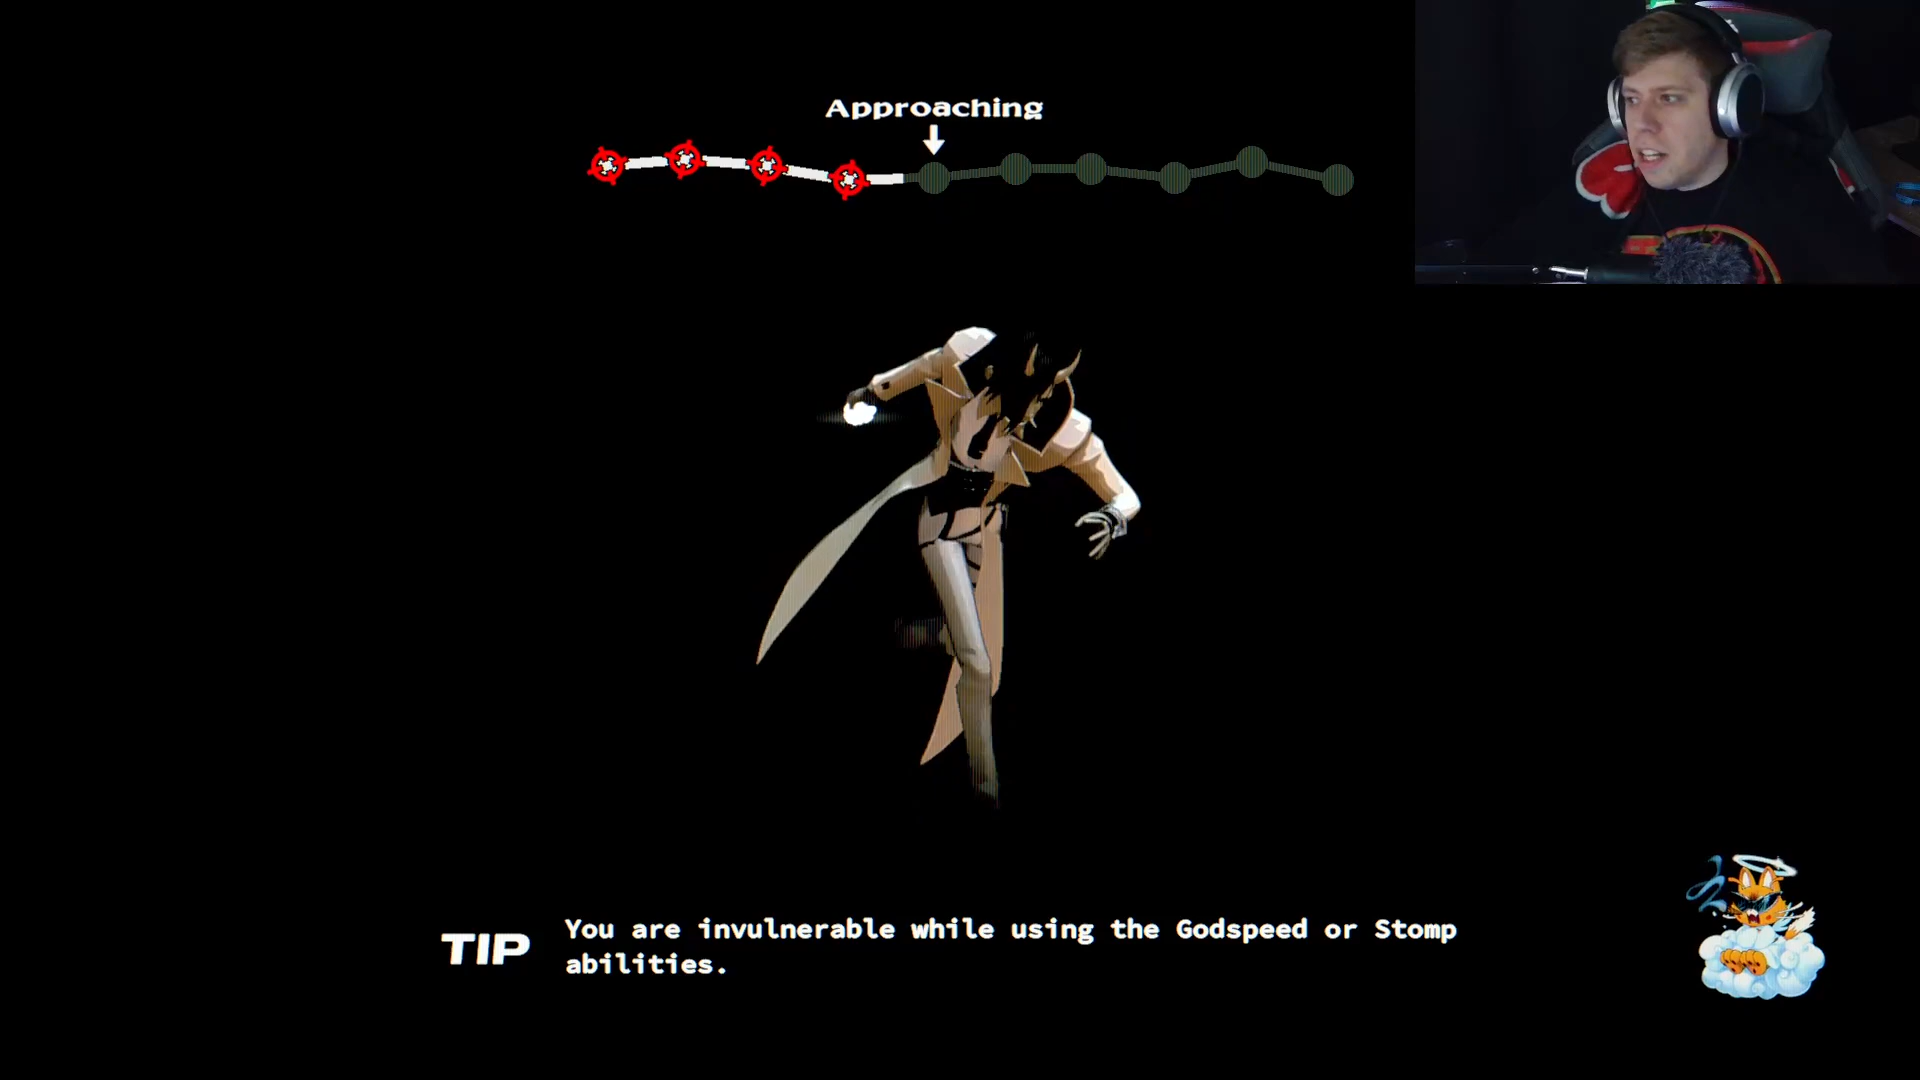 Approaching
TIP
You are invulnerable while using the Godspeed or Stomp
abilities.